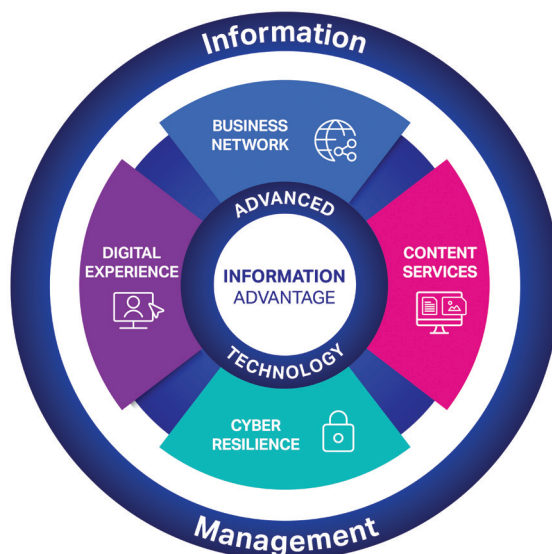 Information
BUSINESS
NETWORK
ADVANCED
DIGITAL
EXPERIENCE
INFORMATION
ADVANTAGE
CONTENT
SERVICES
TECHNOLOGY
CYBER
RESILIENCE
Management